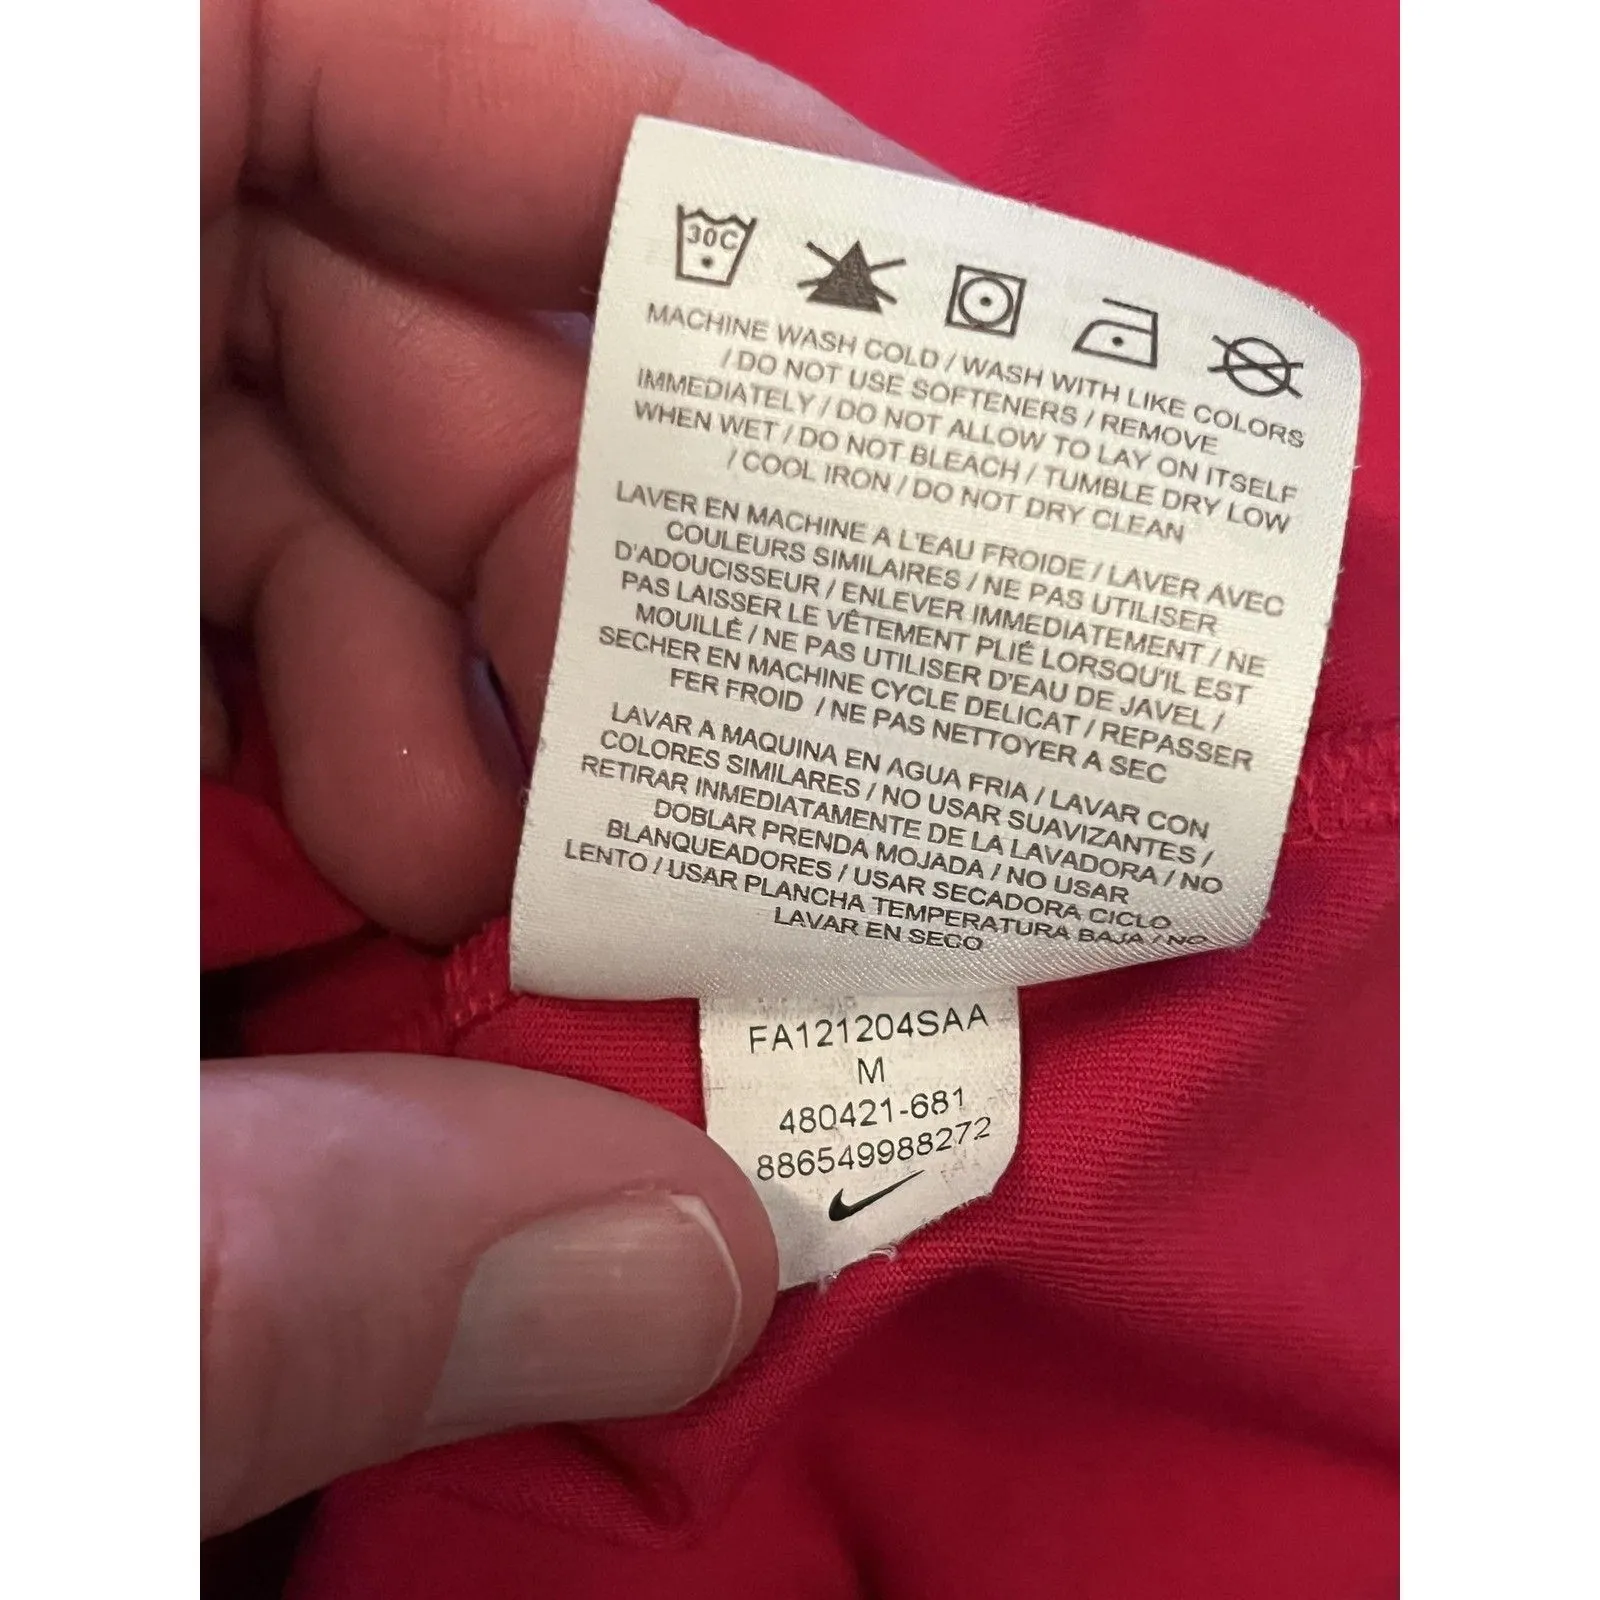 30C
MACHINE WASH COLD / WASH WITH LIKE COLORS
/ DO NOT USE SOFTENERS / REMOVE
IMMEDIATELY / DO NOT ALLOW TO LAY ON ITSELF
WHEN WET / DO NOT BLEACH / TUMBLE DRY LOW
/ COOL IRON / DO NOT DRY CLEAN
LAVER EN MACHINE A L'EAU FROIDE / LAVER AVEC
COULEURS SIMILAIRES / NE PAS UTILISER
D'ADOUCISSEUR / ENLEVER IMMEDIATEMENT / NE
PAS LAISSER LE VÊTEMENT PLIÉ LORSQU'IL EST
MOUILLÉ / NE PAS UTILISER D'EAU DE JAVEL /
SECHER EN MACHINE CYCLE DELICAT / REPASSER
FER FROID / NE PAS NETTOYER A SEC
LAVAR A MAQUINA EN AGUA FRIA / LAVAR CON
COLORES SIMILARES / NO USAR SUAVIZANTES /
RETIRAR INMEDIATAMENTE DE LA LAVADORA / NO
DOBLAR PRENDA MOJADA / NO USAR
BLANQUEADORES / USAR SECADORA CICLO
LENTO / USAR PLANCHA TEMPERATURA BAJA / NO
LAVAR EN SECO
FA121204SAA
M
480421-681
886549988272